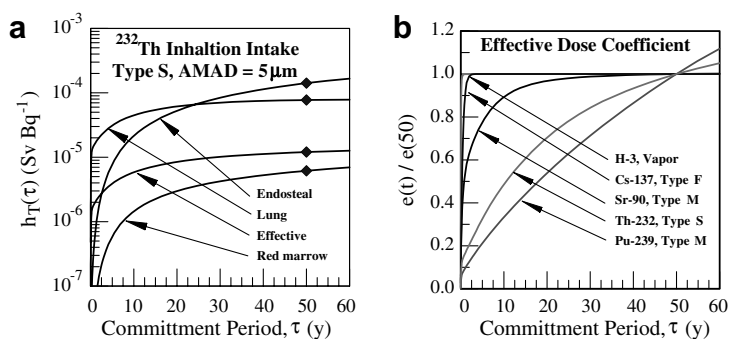 a
²³²Th Inhaltion Intake
Type S, AMAD = 5μm
h_T(τ) (Sv Bq⁻¹)
10⁻³
10⁻⁴
10⁻⁵
10⁻⁶
10⁻⁷
Endosteal
Lung
Effective
Red marrow
0 10 20 30 40 50 60
Committment Period, τ (y)
b
Effective Dose Coefficient
e(t) / e(50)
1.2
1.0
0.8
0.6
0.4
0.2
0.0
H-3, Vapor
Cs-137, Type F
Sr-90, Type M
Th-232, Type S
Pu-239, Type M
0 10 20 30 40 50 60
Committment Period, τ (y)